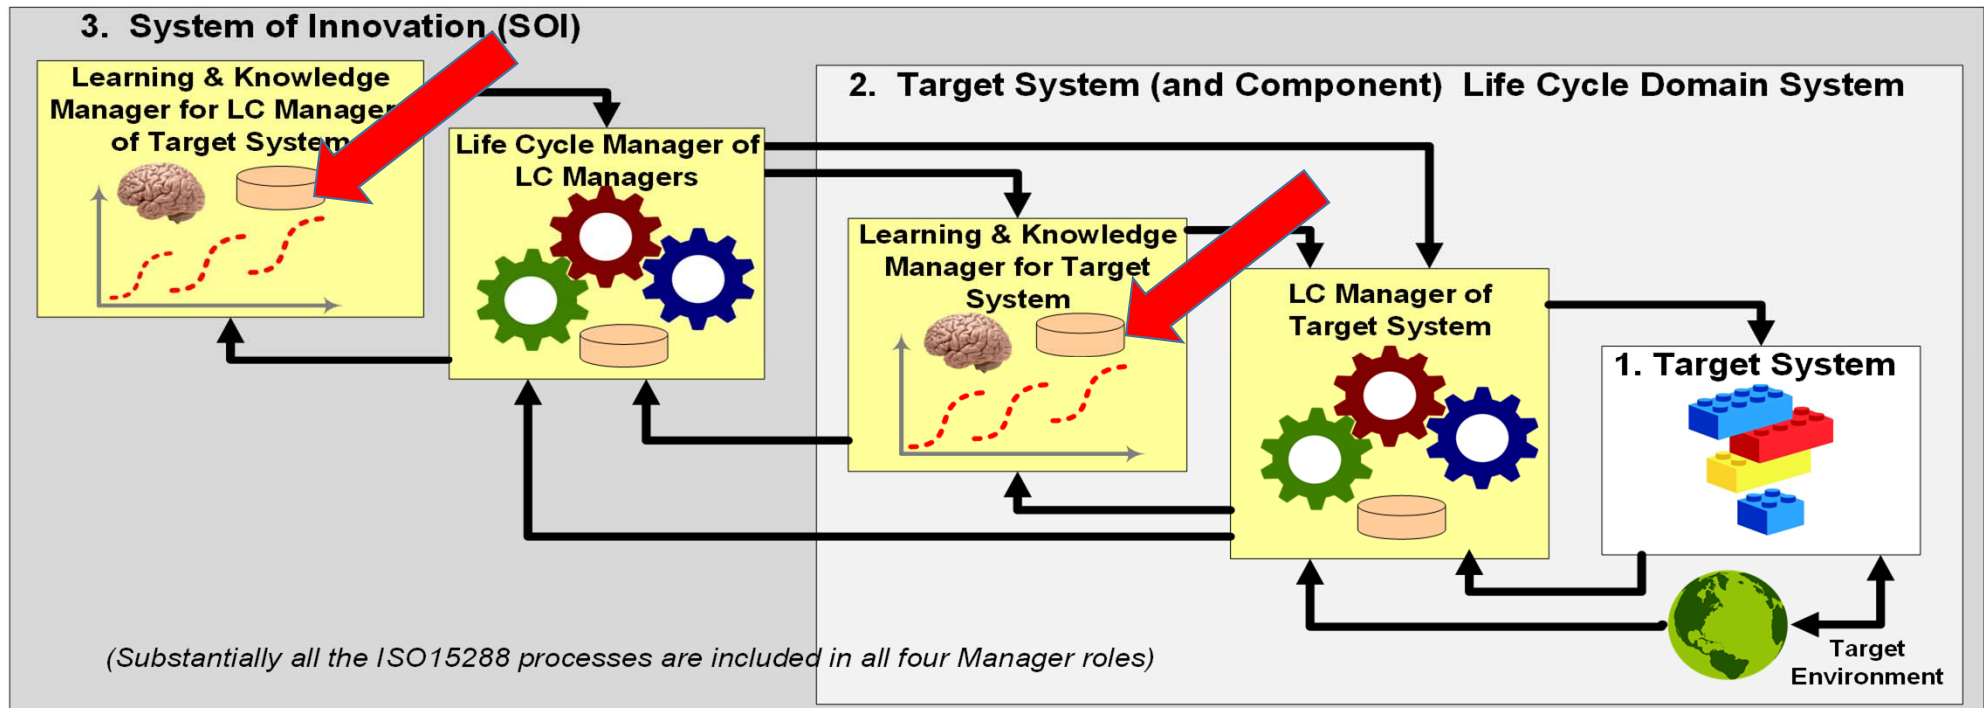 3. System of Innovation (SOI)
Learning & Knowledge
Manager for LC Manager
of Target System
Life Cycle Manager of
LC Managers
2. Target System (and Component) Life Cycle Domain System
Learning & Knowledge
Manager for Target
System
LC Manager of
Target System
1. Target System
Target
Environment
(Substantially all the ISO15288 processes are included in all four Manager roles)